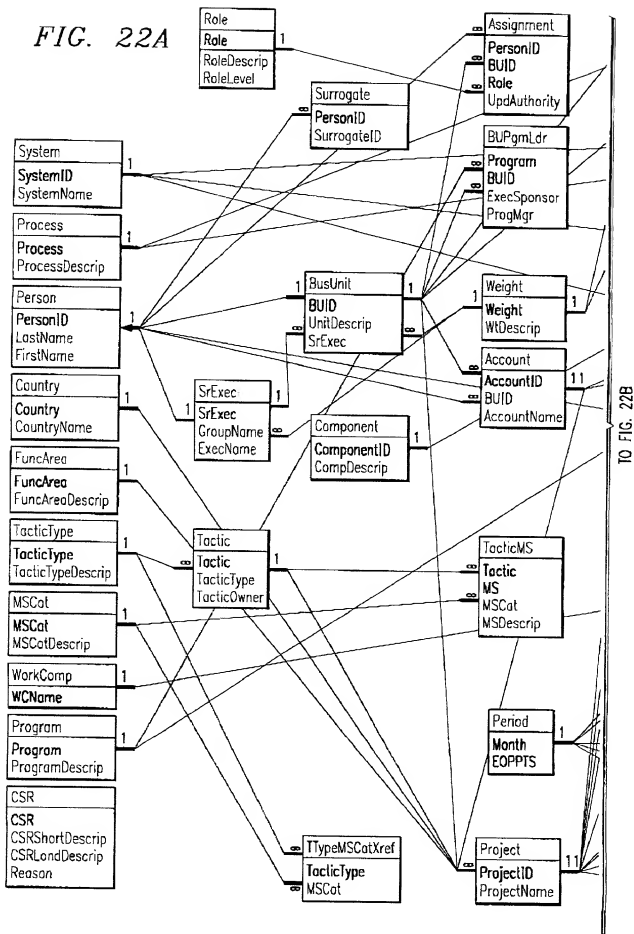 FIG. 22A
Role
Role
RoleDescrip
RoleLevel
1
Assignment
PersonID
BUID
Role
UpdAuthority
∞
∞
∞
Surrogate
PersonID
SurrogateID
∞
System
SystemID
SystemName
1
BUPgmLdr
Program
BUID
ExecSponsor
ProgMgr
∞
∞
Process
Process
ProcessDescrip
1
Person
PersonID
LastName
FirstName
1
BusUnit
BUID
UnitDescrip
SrExec
1
1
∞
∞
Weight
Weight
WtDescrip
1
1
Account
AccountID
BUID
AccountName
∞
∞
11
Country
Country
CountryName
1
SrExec
SrExec
GroupName
ExecName
1
1
∞
Component
ComponentID
CompDescrip
1
TO FIG. 22B
FuncArea
FuncArea
FuncAreaDescrip
1
TacticType
TacticType
TacticTypeDescrip
1
Tactic
Tactic
TacticType
TacticOwner
∞
1
TacticMS
Tactic
MS
MSCat
MSDescrip
∞
∞
MSCat
MSCat
MSCatDescrip
1
WorkComp
WCName
1
Program
Program
ProgramDescrip
1
Period
Month
EOPPTS
1
CSR
CSR
CSRShortDescrip
CSRLondDescrip
Reason
TTypeMSCatXref
TacticType
MSCat
∞
∞
Project
ProjectID
ProjectName
∞
11